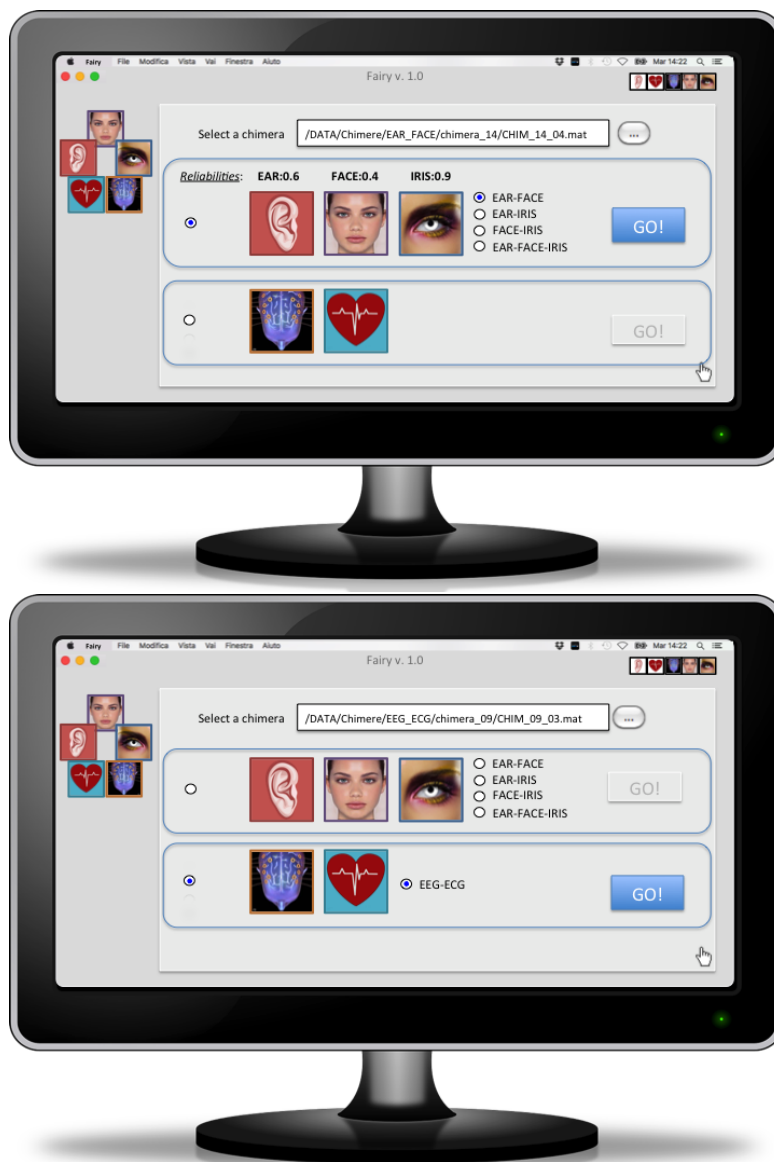 Fairy File Modifica Vista Vai Finestra Aiuto Mar 14:22
Fairy v. 1.0
Select a chimera /DATA/Chimere/EAR_FACE/chimera_14/CHIM_14_04.mat ...
Reliabilities: EAR:0.6 FACE:0.4 IRIS:0.9
EAR-FACE
EAR-IRIS
FACE-IRIS
EAR-FACE-IRIS
GO!
GO!
Fairy File Modifica Vista Vai Finestra Aiuto Mar 14:22
Fairy v. 1.0
Select a chimera /DATA/Chimere/EEG_ECG/chimera_09/CHIM_09_03.mat ...
EAR-FACE
EAR-IRIS
FACE-IRIS
EAR-FACE-IRIS
GO!
EEG-ECG
GO!